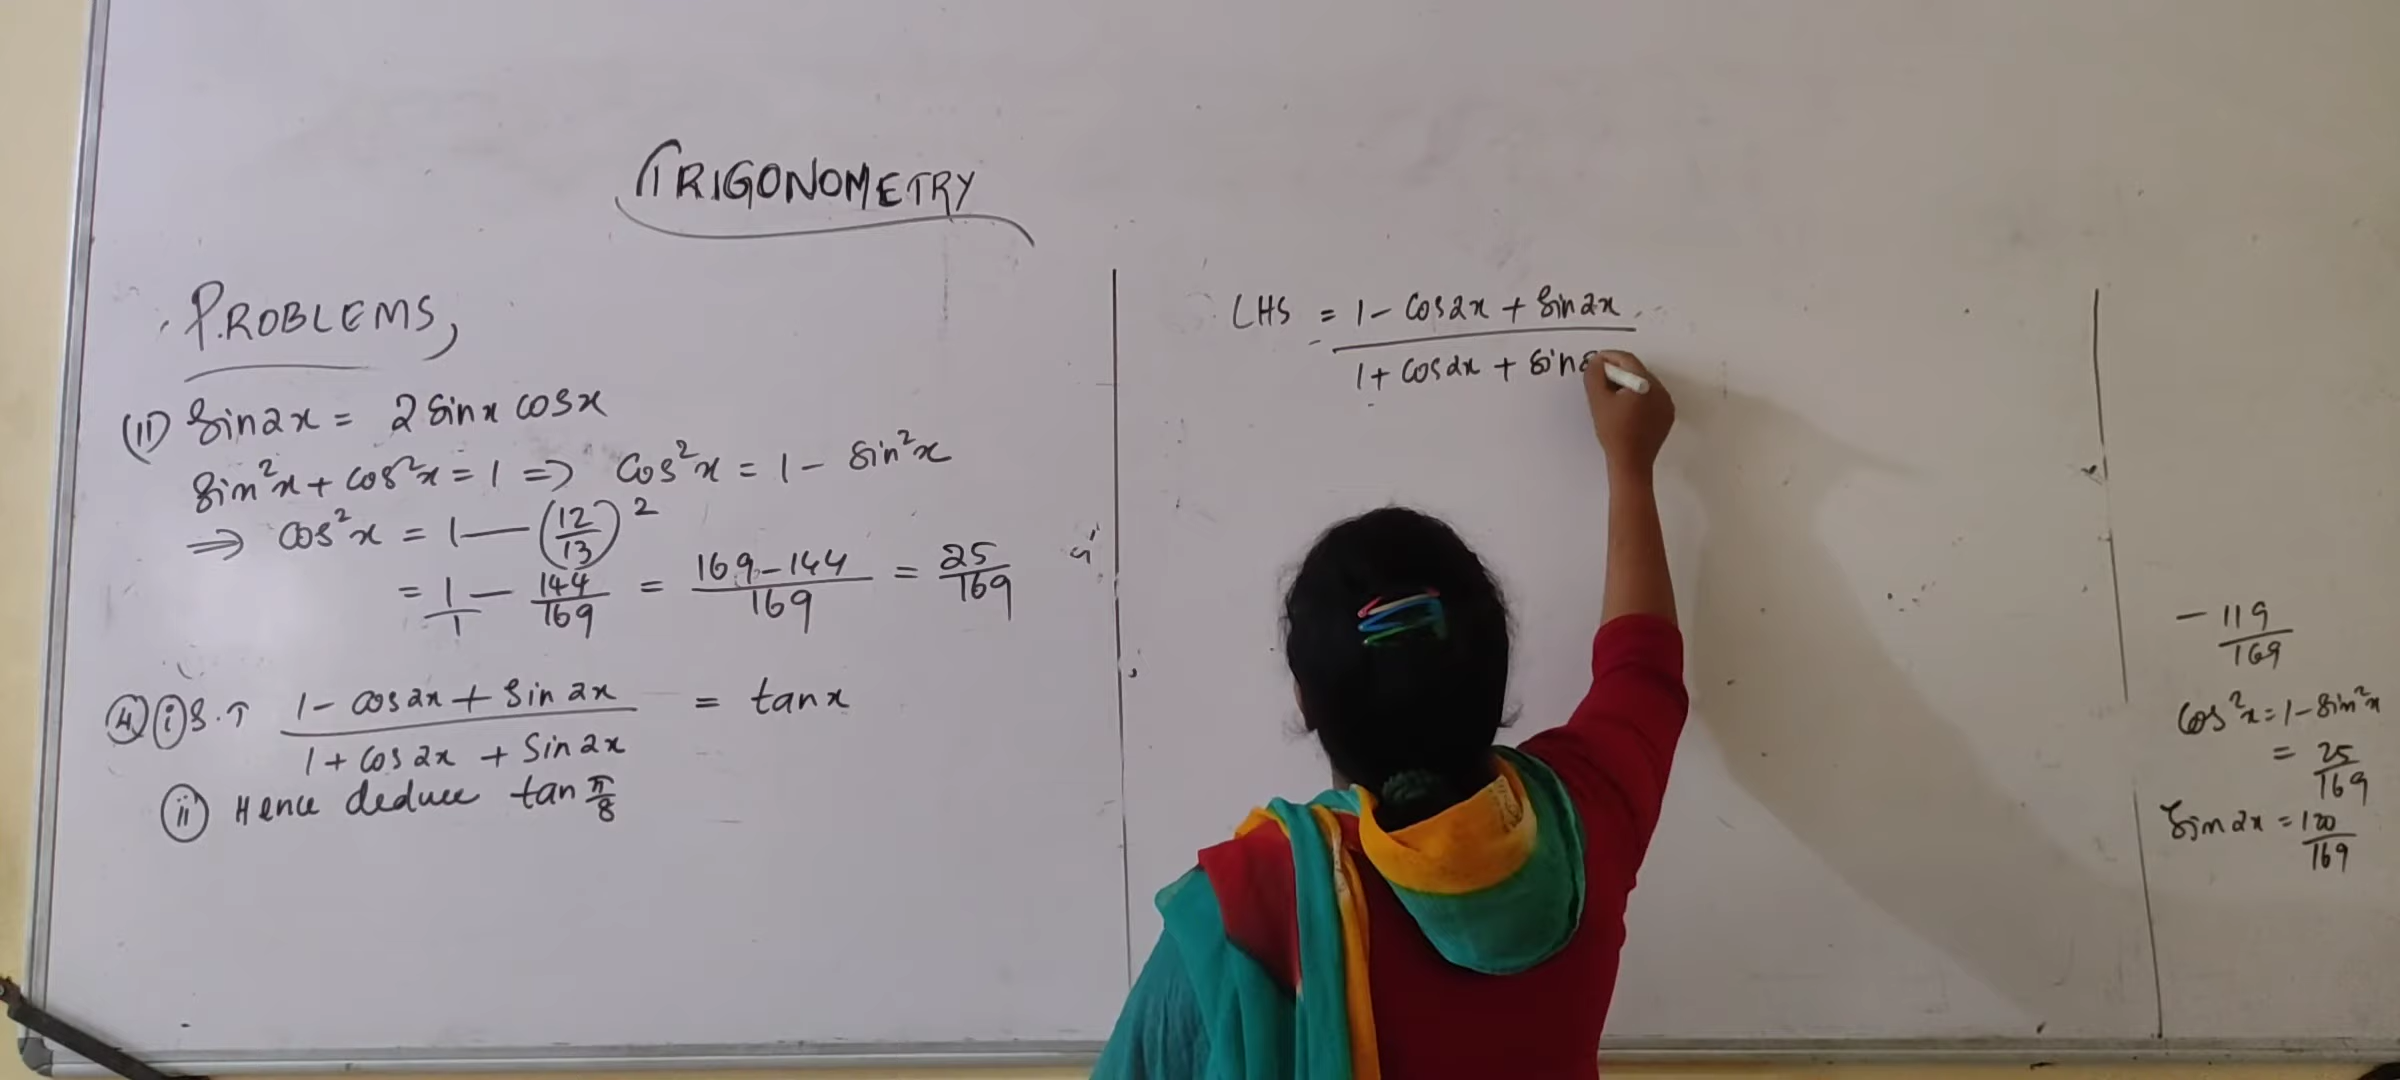 TRIGONOMETRY
PROBLEMS,
(11) Sin2x = 2 Sinx cosx
Sin²x + cos²x = 1 => Cos²x = 1 - Sin²x
=> Cos²x = 1 — (12/13)²
= 1/1 - 144/169 = 169-144/169 = 25/169
4 i S.T 1 - cos2x + Sin2x / 1 + Cos2x + Sin2x = tanx
ii Hence deduce tan π/8
LHS = 1 - Cos2x + Sin2x / 1 + Cos2x + Sin
- 119/169
Cos²x = 1 - Sin²x
= 25/169
Sin2x = 120/169